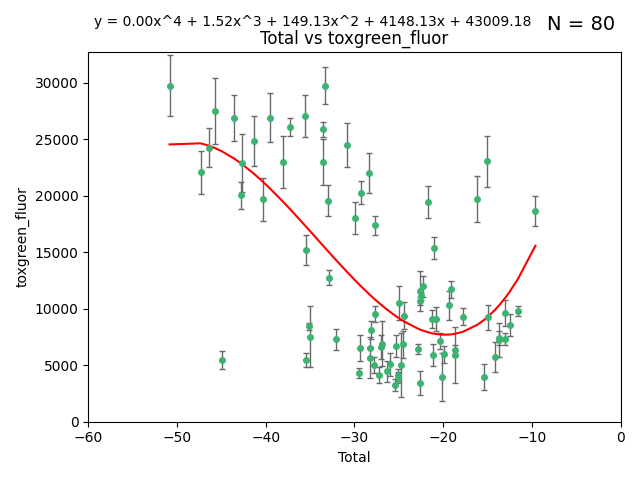 y = 0.00x^4 + 1.52x^3 + 149.13x^2 + 4148.13x + 43009.18 N = 80
Total vs toxgreen_fluor
30000
25000
20000
15000
10000
5000
0
toxgreen_fluor
−60 −50 −40 −30 −20 −10 0
Total